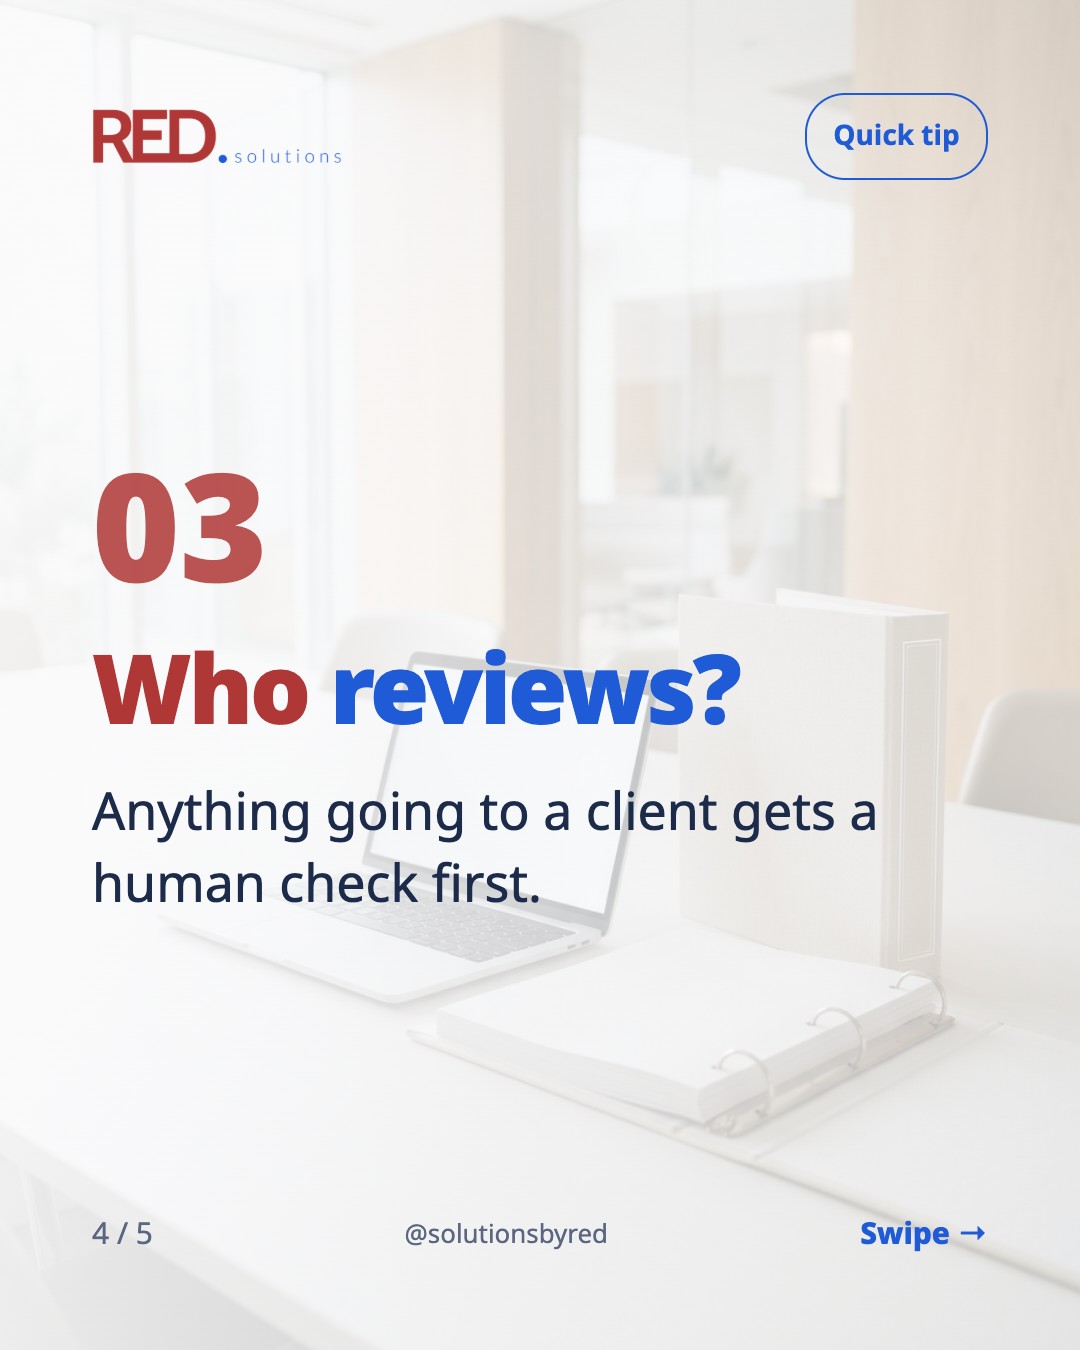 RED.solutions
Quick tip
03
Who reviews?
Anything going to a client gets a
human check first.
4 / 5
@solutionsbyred
Swipe →